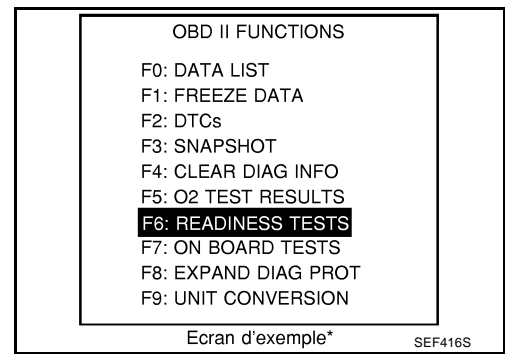 OBD II FUNCTIONS
F0: DATA LIST
F1: FREEZE DATA
F2: DTCs
F3: SNAPSHOT
F4: CLEAR DIAG INFO
F5: O2 TEST RESULTS
F6: READINESS TESTS
F7: ON BOARD TESTS
F8: EXPAND DIAG PROT
F9: UNIT CONVERSION
Ecran d'exemple*
SEF416S